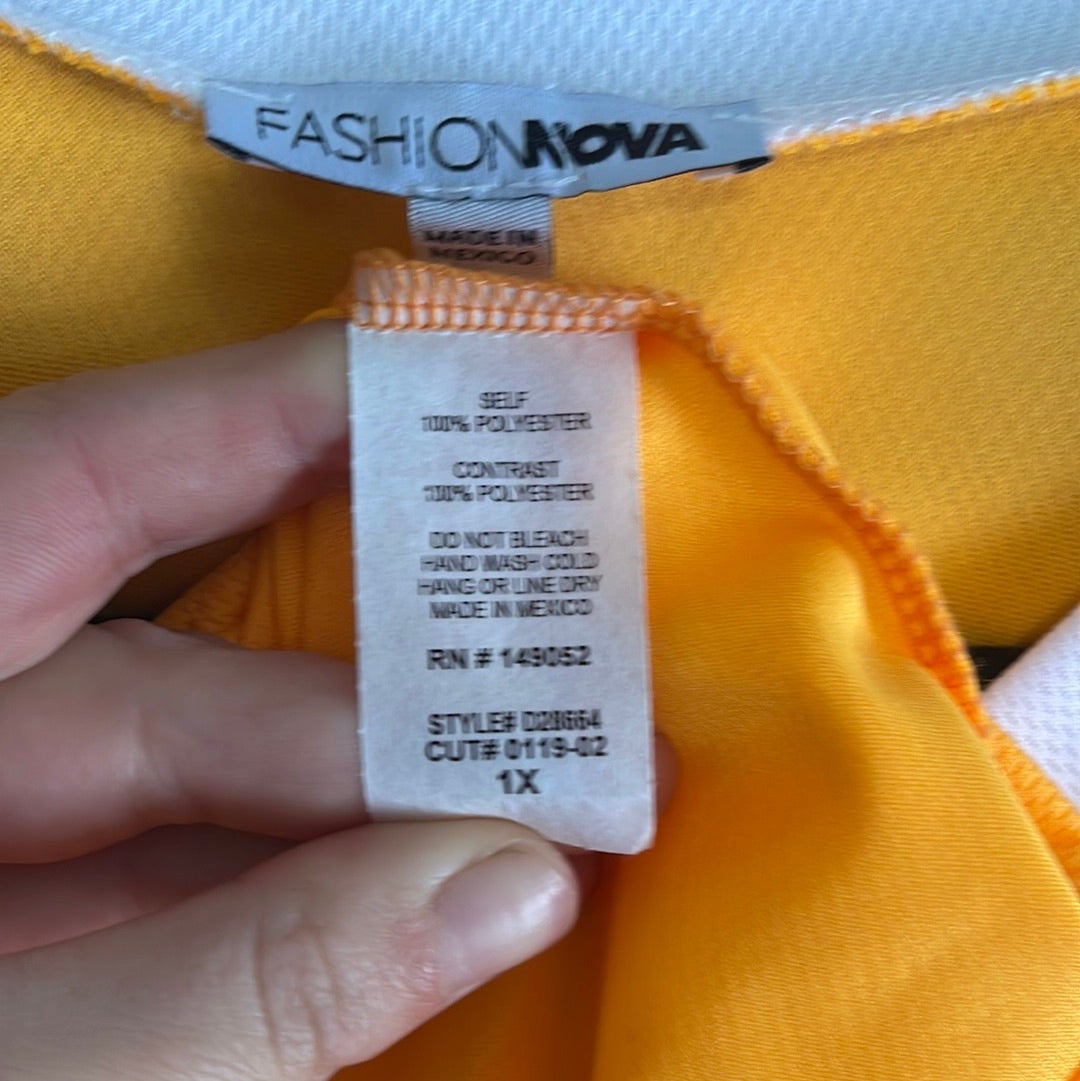 FASHIONNOVA
MADE IN
MEXICO
SELF
100% POLYESTER
CONTRAST
100% POLYESTER
DO NOT BLEACH
HAND WASH COLD
HANG OR LINE DRY
MADE IN MEXICO
RN # 149052
STYLE# D28664
CUT# 0119-02
1X